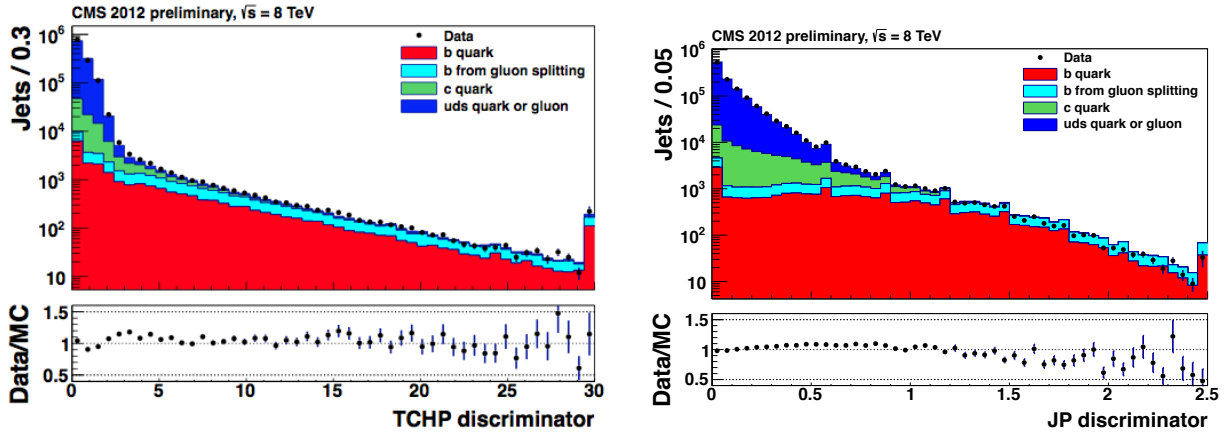 CMS 2012 preliminary, √s = 8 TeV
Jets / 0.3
10⁶
10⁵
10⁴
10³
10²
10
Data
b quark
b from gluon splitting
c quark
uds quark or gluon
Data/MC
1.5
1.0
0.5
0 5 10 15 20 25 30
TCHP discriminator
CMS 2012 preliminary, √s = 8 TeV
Jets / 0.05
10⁶
10⁵
10⁴
10³
10²
10
Data
b quark
b from gluon splitting
c quark
uds quark or gluon
Data/MC
1.5
1
0.5
0 0.5 1 1.5 2 2.5
JP discriminator